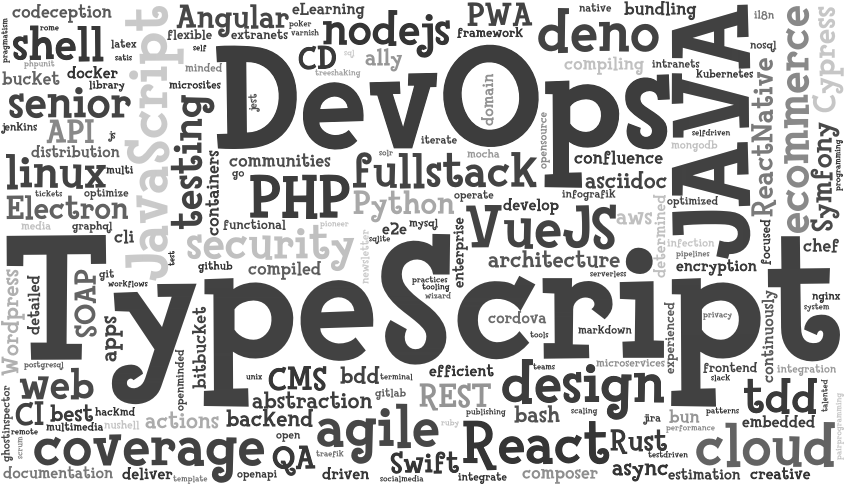 codeception
rome
pragmatism
shell
phpunit
latex
satis
bucket
docker
library
senior
jenkins
API
js
distribution
linux
multi
tickets
optimize
Electron
media
graphql
cli
JavaScript
Angular
eLearning
poker
varnish
flexible
extranets
self
minded
microsites
testing
containers
CD
sql
ally
treeshaking
nodejs
PWA
framework
native
bundling
deno
compiling
intranets
il8n
nosql
Kubernetes
ecommerce
Cypress
DevOps
jest
domain
opensource
iterate
solr
mocha
communities
go
PHP
functional
pioneer
fullstack
Python
operate
confluence
asciidoc
infografik
mongodb
selfdriven
JAVA
ReactNative
Symfony
programming
optimized
develop
VueJS
aws
determined
infection
pipelines
focused
chef
encryption
architecture
serverless
enterprise
e2e
mysql
sqlite
newsletter
security
compiled
github
test
git
workflows
SOAP
detailed
Wordpress
TypeScript
practices
tooling
wizard
cordova
tools
markdown
microservices
experienced
privacy
continuously
nginx
system
integration
apps
postgresql
bitbucket
openminded
web
ghostinspector
CI
best
hackmd
multimedia
remote
scrum
nushell
actions
coverage
documentation
deliver
template
openapi
unix
CMS
bdd
terminal
abstraction
gitlab
backend
open
QA
traefik
driven
agile
socialmedia
Swift
efficient
REST
publishing
ruby
React
integrate
teams
design
bash
scaling
composer
Rust
jira
testdriven
async
frontend
slack
bun
performance
patterns
tdd
talented
embedded
cloud
pairprogramming
estimation
creative